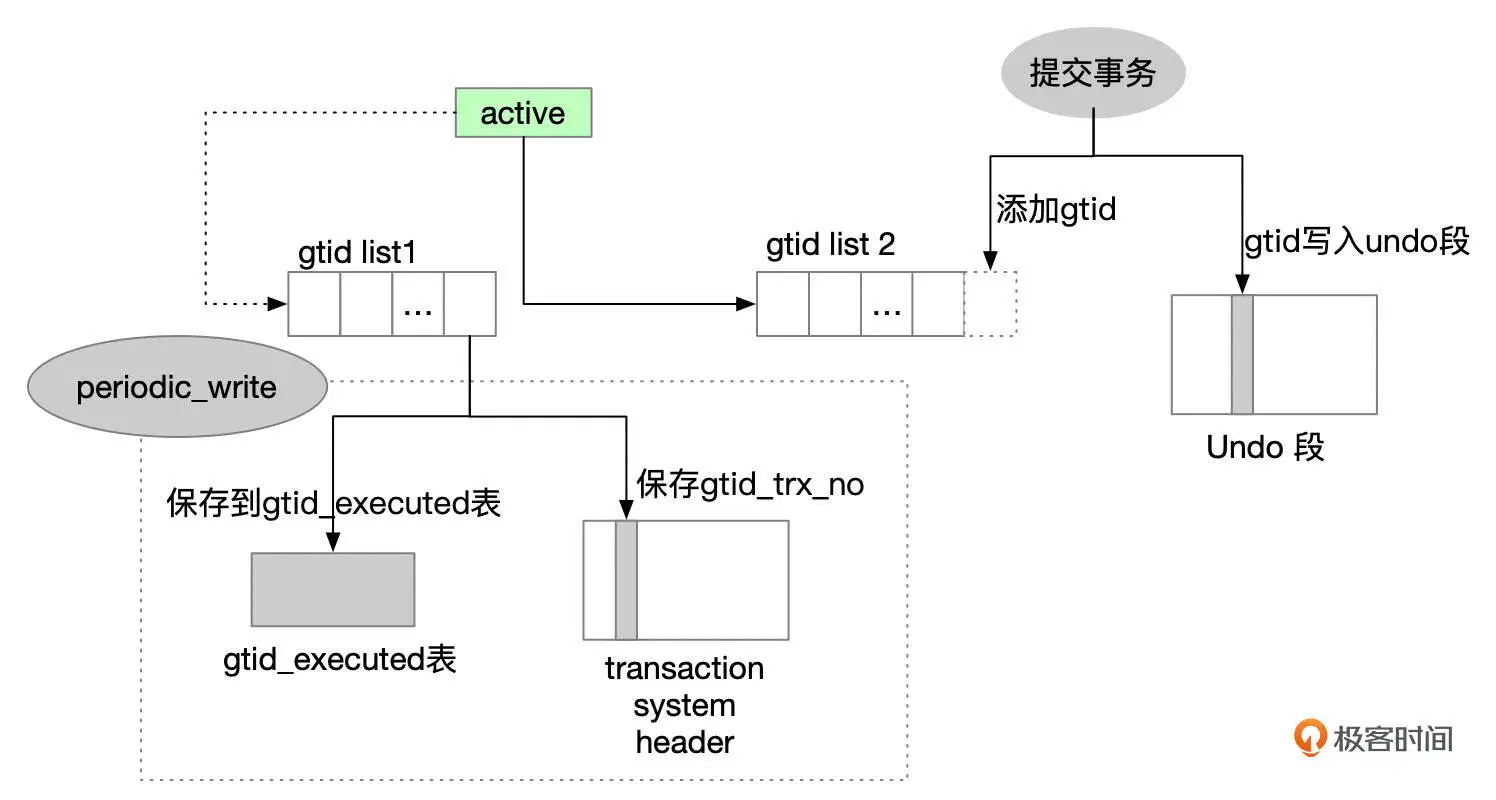 提交事务
active
添加gtid
gtid list1
gtid list 2
gtid写入undo段
...
...
periodic_write
Undo 段
保存到gtid_executed表
保存gtid_trx_no
gtid_executed表
transaction
system
header
极客时间